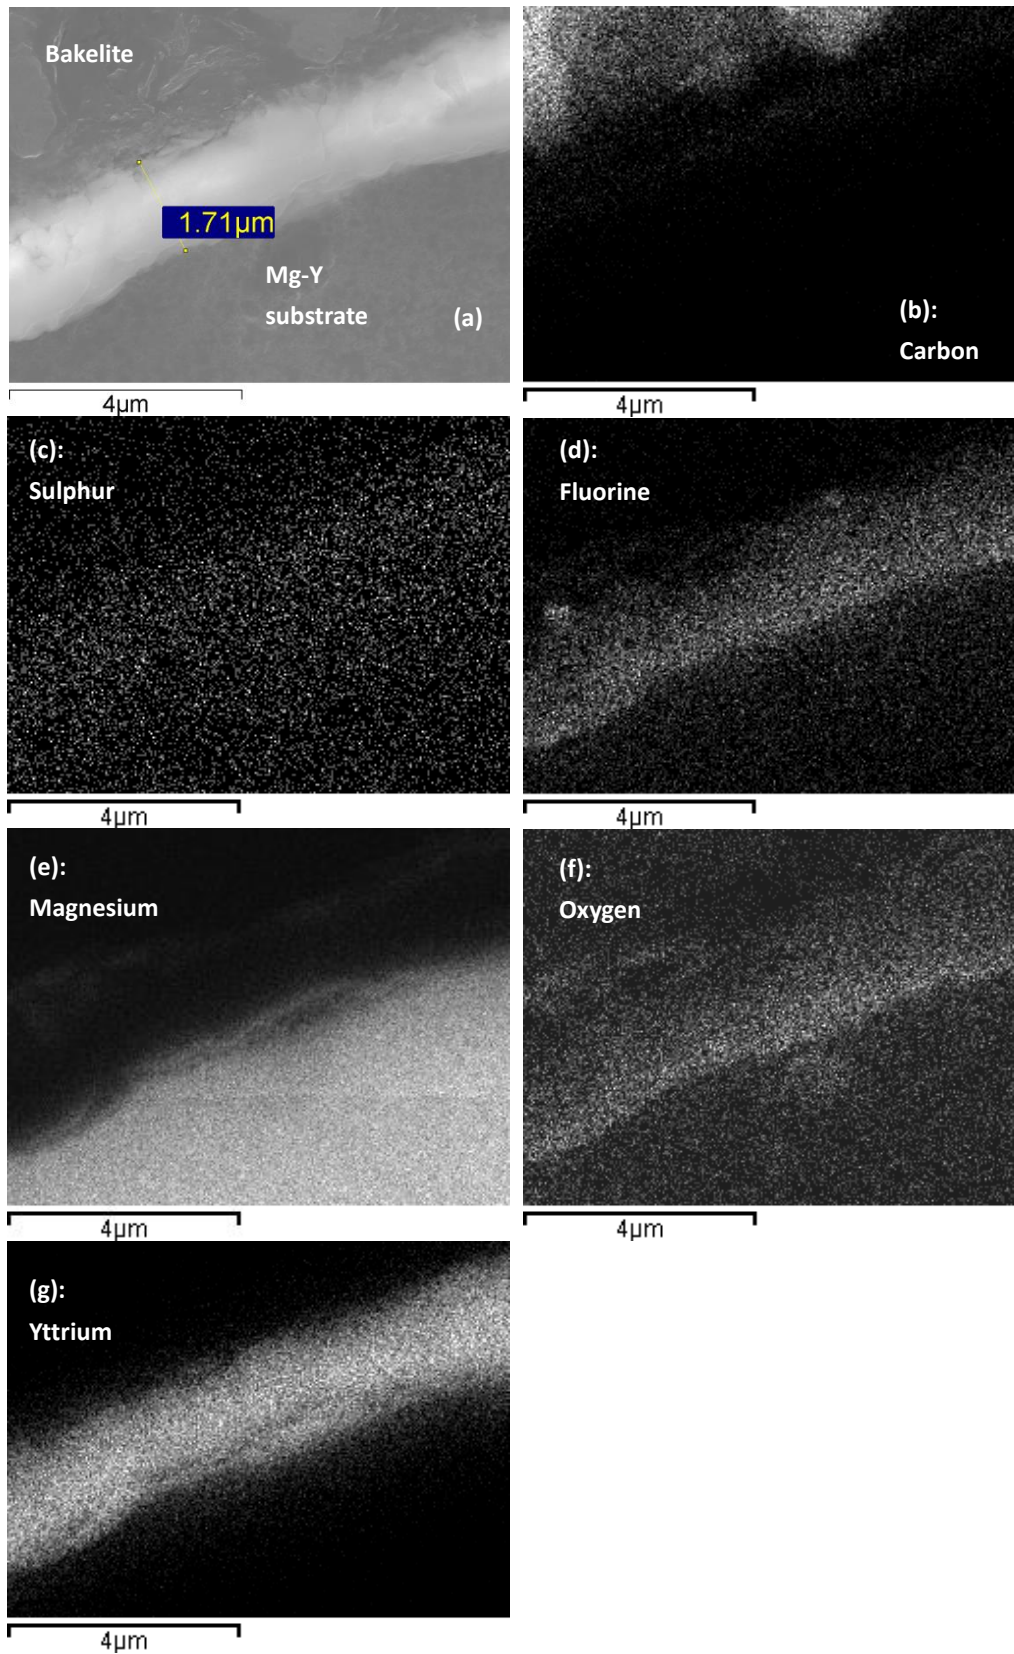 Bakelite
1.71µm
Mg-Y
substrate
(a)
4µm
(b):
Carbon
4µm
(c):
Sulphur
4µm
(d):
Fluorine
4µm
(e):
Magnesium
4µm
(f):
Oxygen
4µm
(g):
Yttrium
4µm